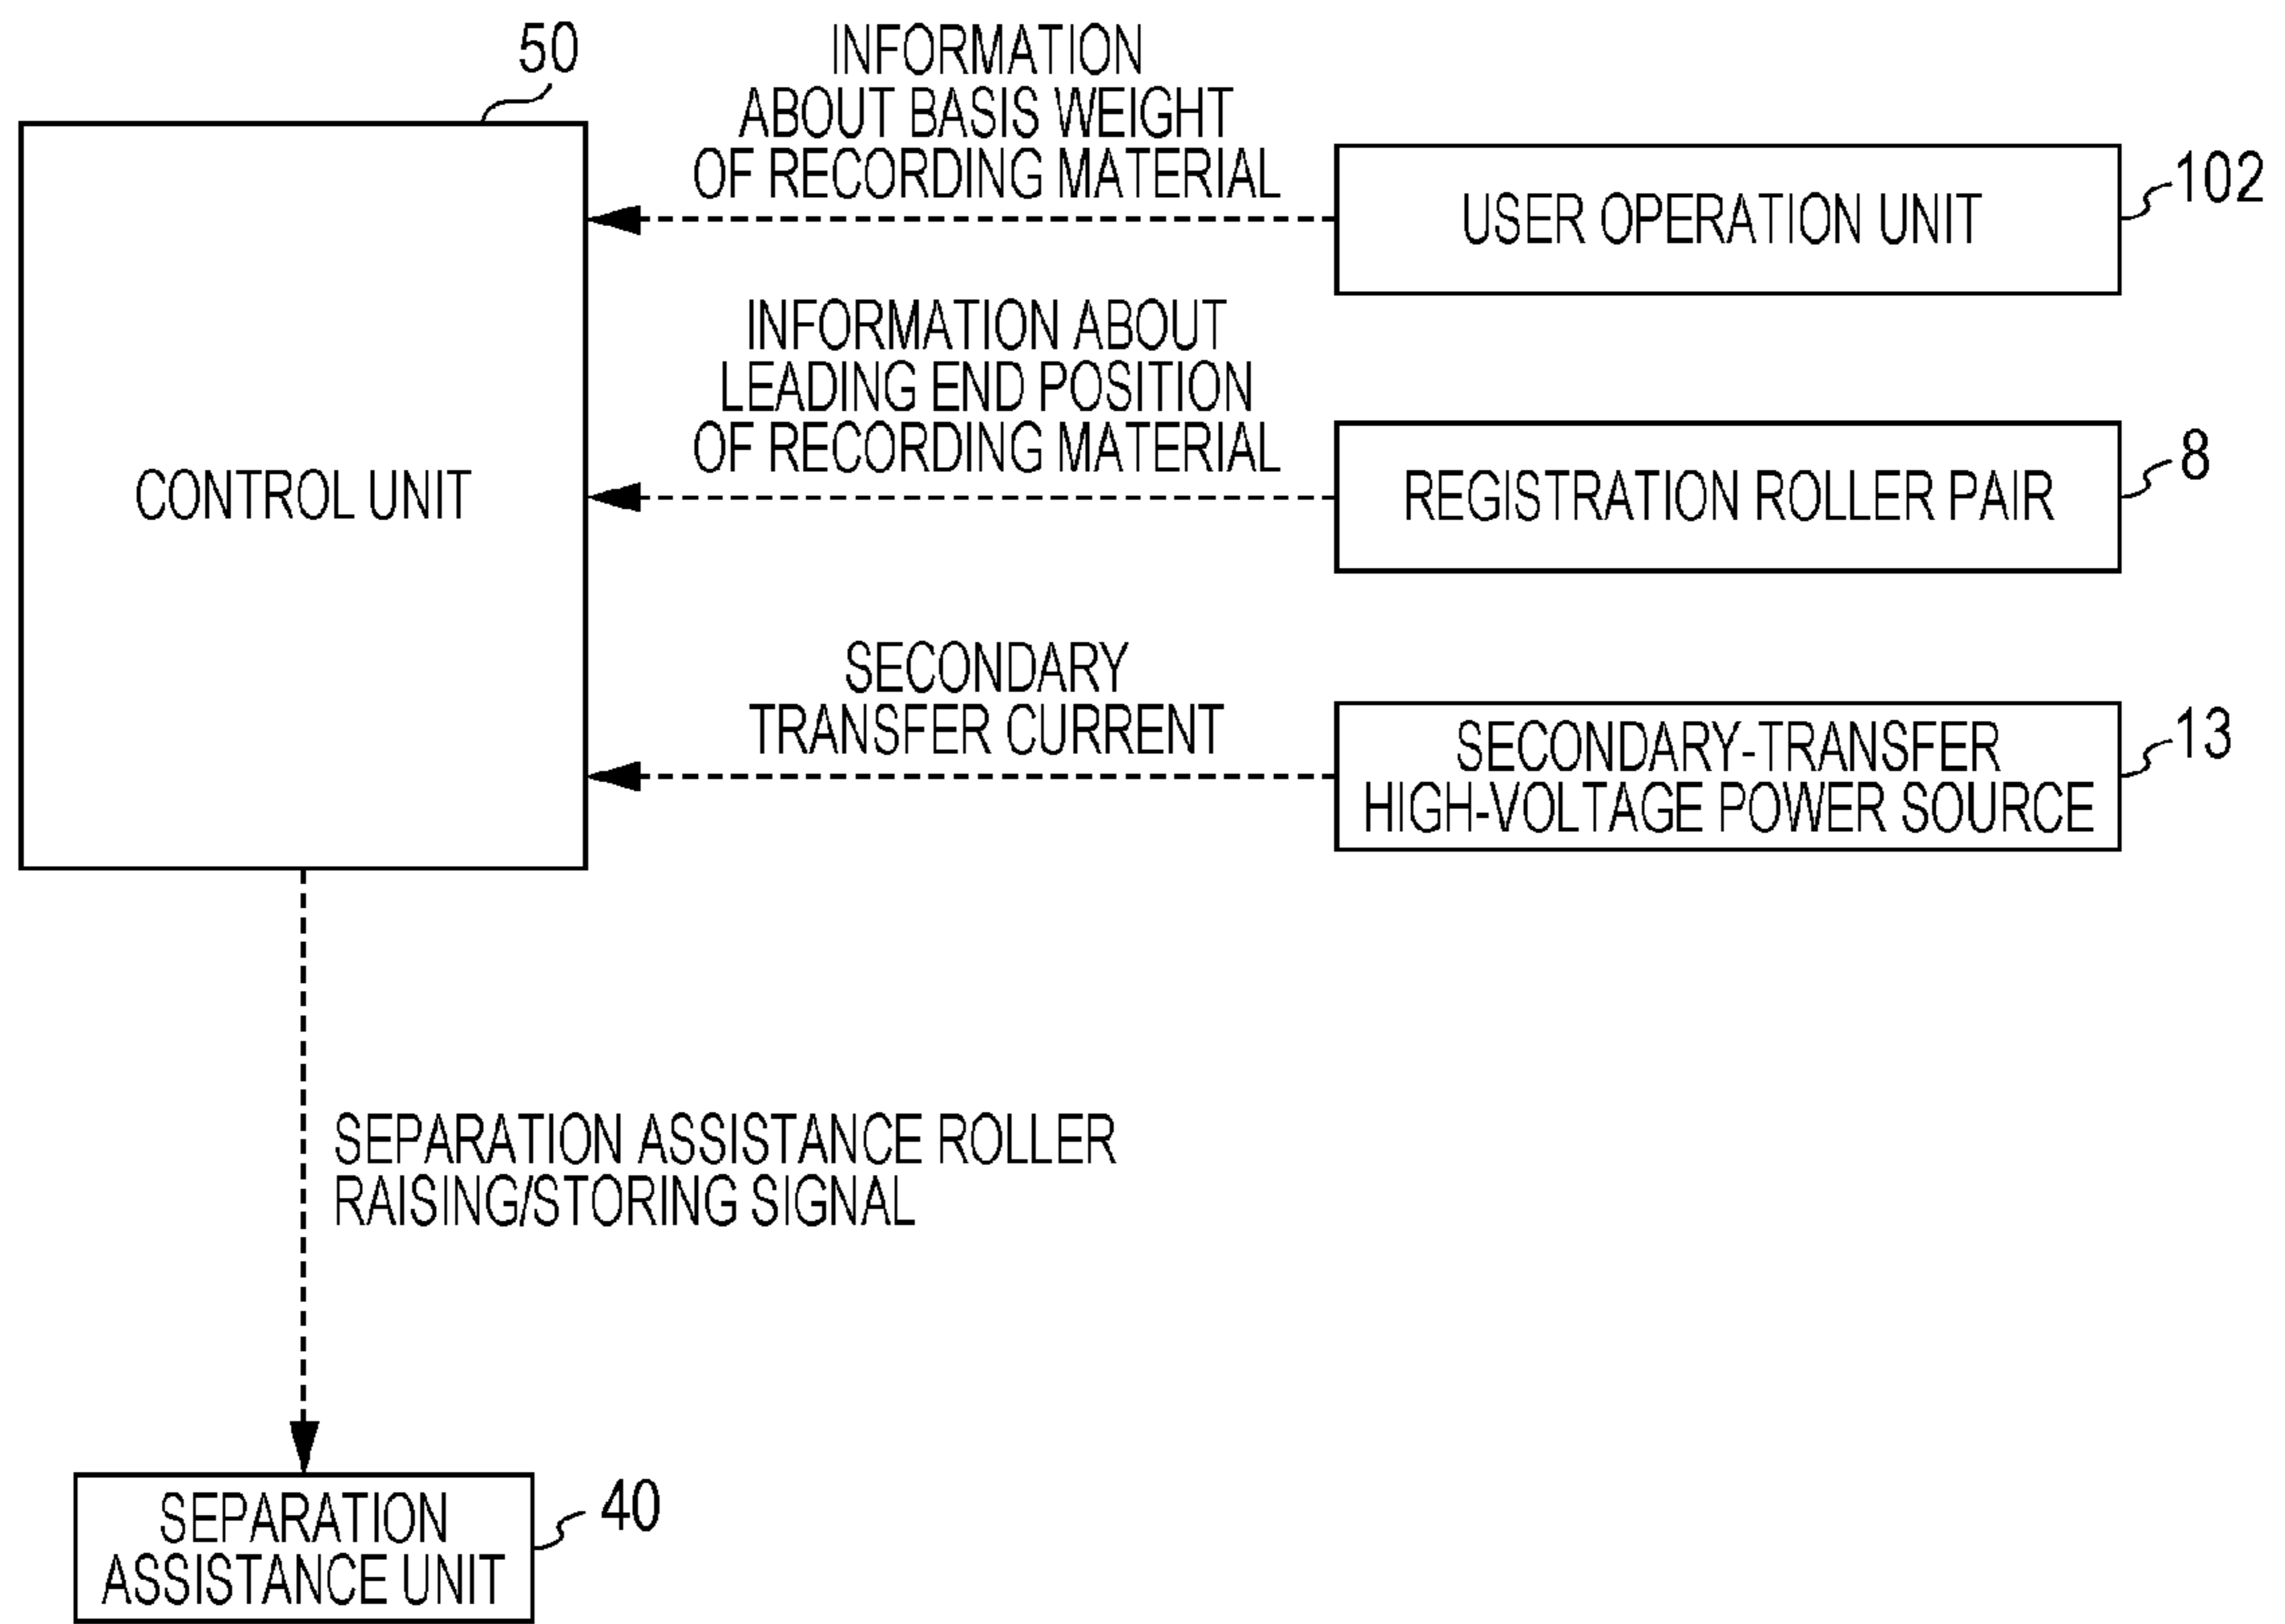 50
INFORMATION
ABOUT BASIS WEIGHT
OF RECORDING MATERIAL
USER OPERATION UNIT
102
CONTROL UNIT
INFORMATION ABOUT
LEADING END POSITION
OF RECORDING MATERIAL
REGISTRATION ROLLER PAIR
8
SECONDARY
TRANSFER CURRENT
SECONDARY-TRANSFER
HIGH-VOLTAGE POWER SOURCE
13
SEPARATION ASSISTANCE ROLLER
RAISING/STORING SIGNAL
SEPARATION
ASSISTANCE UNIT
40